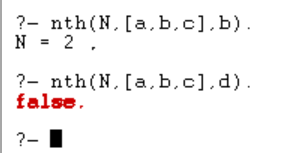 ?- nth(N,[a,b,c],b).
N = 2 .
?- nth(N,[a,b,c],d).
false.
?-